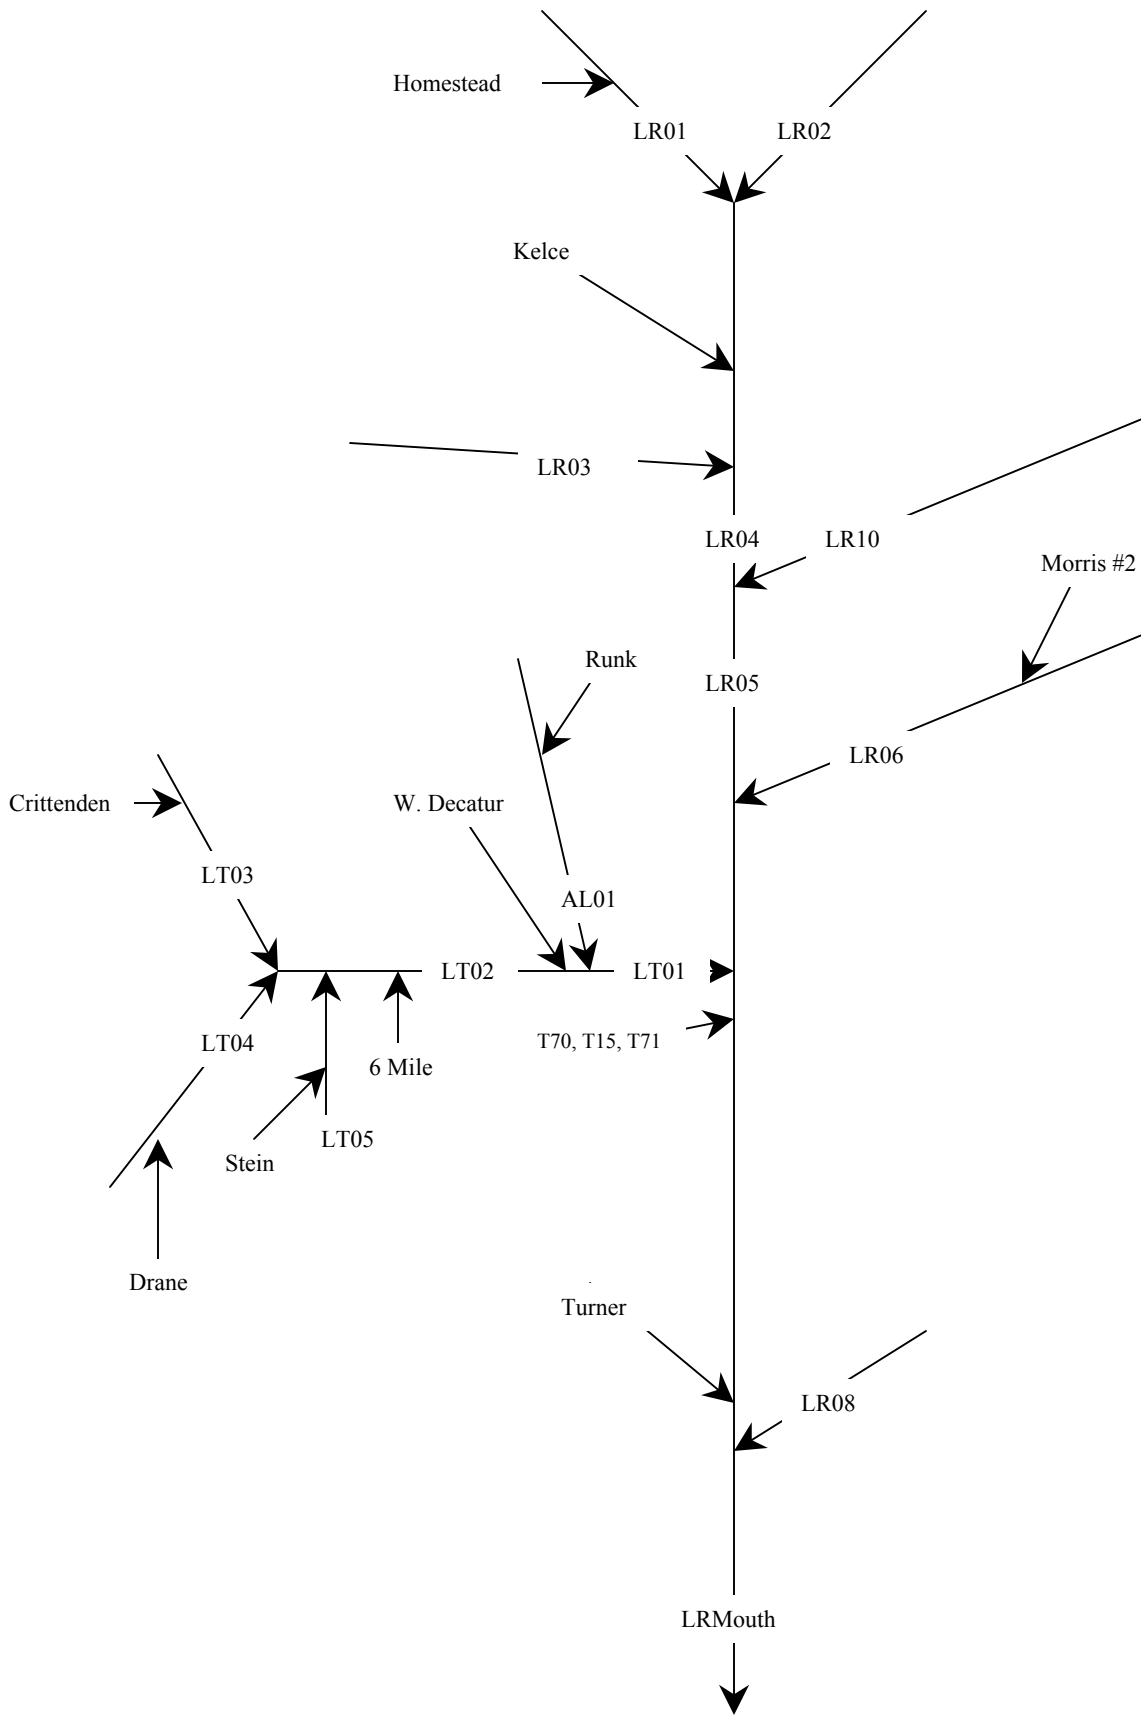 Homestead
LR01
LR02
Kelce
LR03
LR04
LR10
Morris #2
Runk
LR05
LR06
Crittenden
W. Decatur
LT03
AL01
LT02
LT01
LT04
T70, T15, T71
6 Mile
LT05
Stein
Drane
Turner
LR08
LRMouth